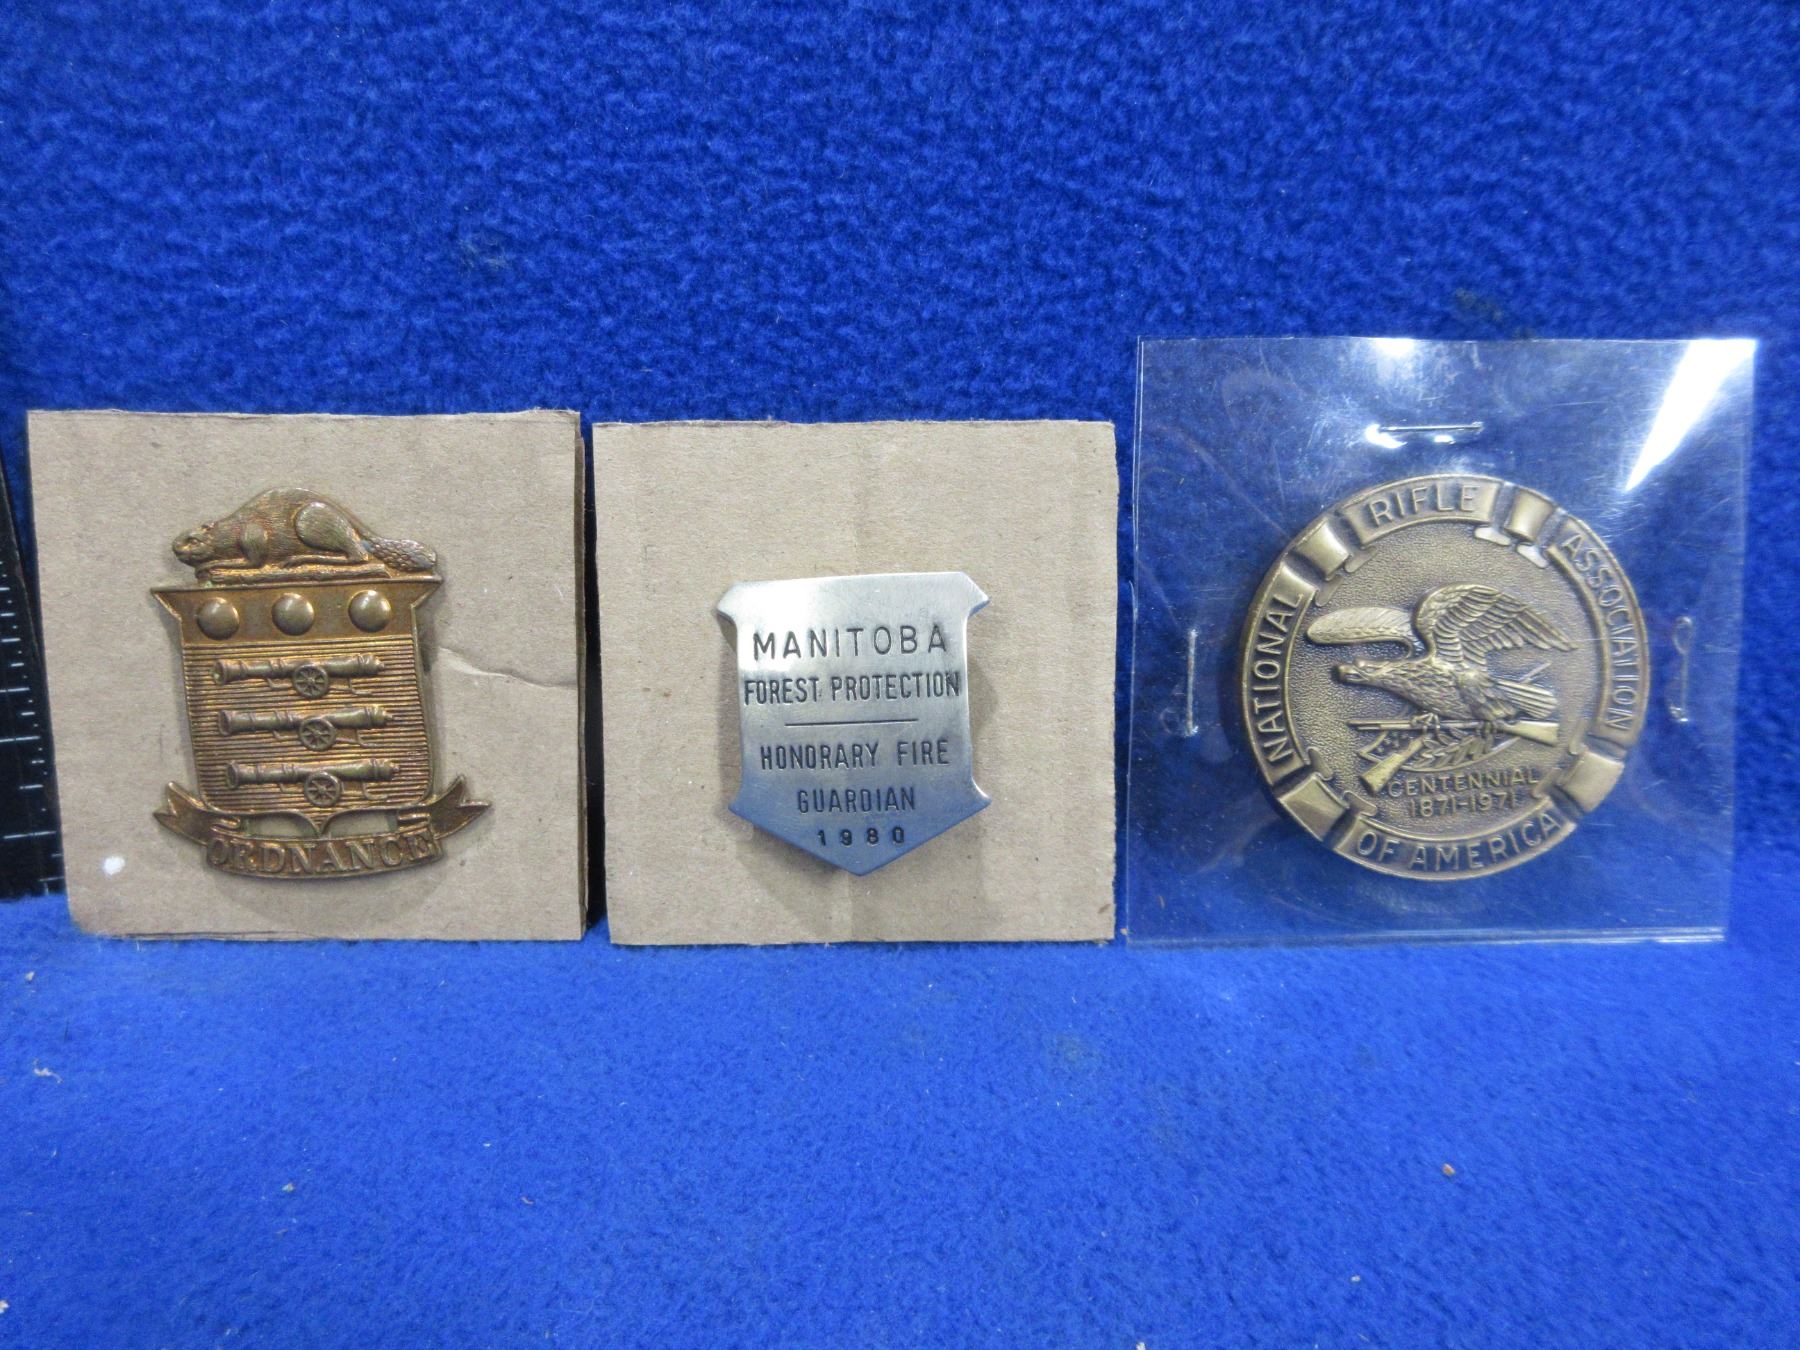 ORDNANCE
MANITOBA
FOREST PROTECTION
HONORARY FIRE
GUARDIAN
1980
NATIONAL RIFLE ASSOCIATION
CENTENNIAL
1871-1971
OF AMERICA